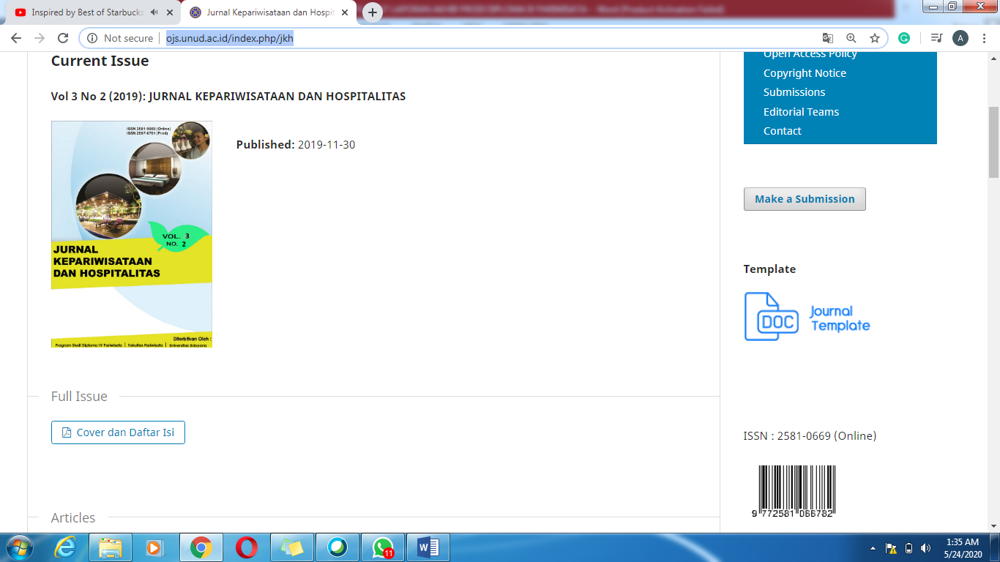 Inspired by Best of Starbucks
Jurnal Kepariwisataan dan Hospit
Not secure
ojs.unud.ac.id/index.php/jkh
A
Current Issue
Vol 3 No 2 (2019): JURNAL KEPARIWISATAAN DAN HOSPITALITAS
ISSN 2581-0669 (Online)
ISSN 2597-8761 (Print)
VOL. 3
NO. 2
JURNAL
KEPARIWISATAAN
DAN HOSPITALITAS
Diterbitkan Oleh :
Program Studi Diploma IV Pariwisata | Fakultas Pariwisata | Universitas Udayana
Published: 2019-11-30
Full Issue
Cover dan Daftar Isi
Articles
Open Access Policy
Copyright Notice
Submissions
Editorial Teams
Contact
Make a Submission
Template
DOC
Journal
Template
ISSN : 2581-0669 (Online)
9 772581 066782
11
1:35 AM
5/24/2020